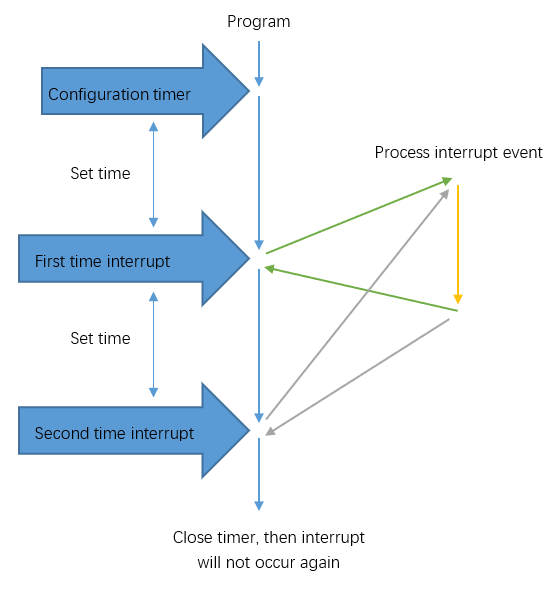 Program
Configuration timer
Process interrupt event
Set time
First time interrupt
Set time
Second time interrupt
Close timer, then interrupt
will not occur again